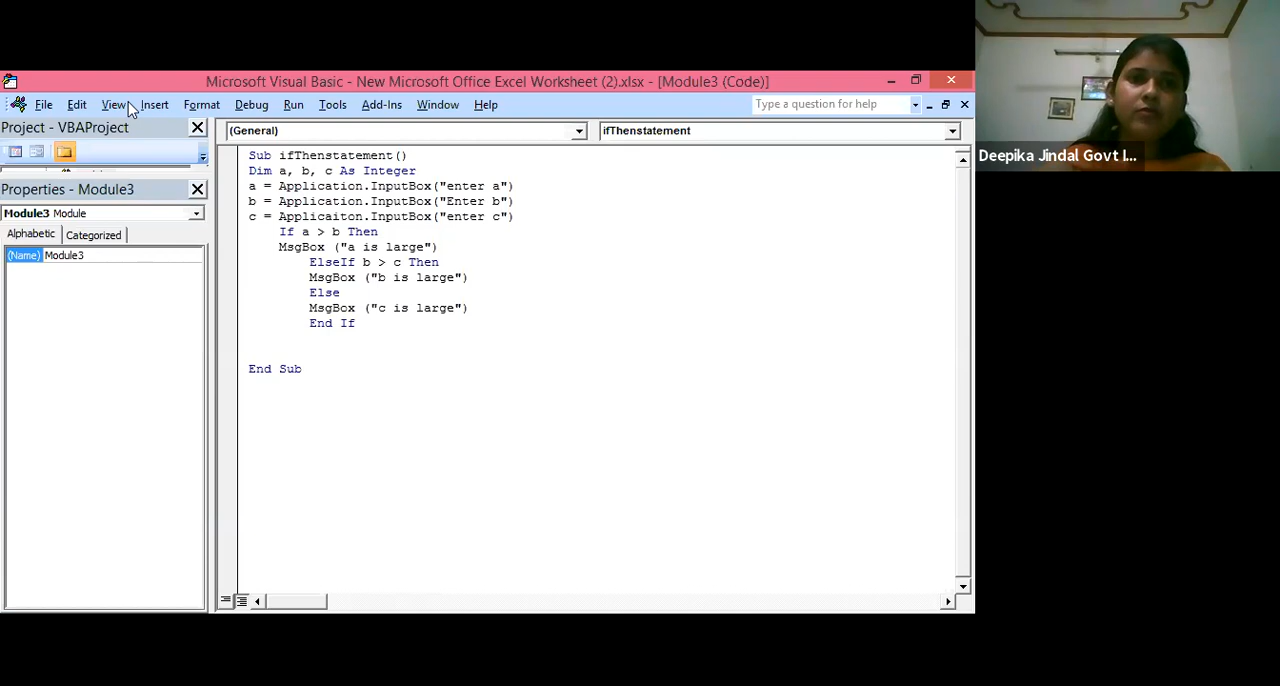 Microsoft Visual Basic - New Microsoft Office Excel Worksheet (2).xlsx - [Module3 (Code)]
File Edit View Insert Format Debug Run Tools Add-Ins Window Help
Type a question for help
Project - VBAProject
Properties - Module3
Module3 Module
Alphabetic Categorized
(Name) Module3
(General)
ifThenstatement
Sub ifThenstatement()
Dim a, b, c As Integer
a = Application.InputBox("enter a")
b = Application.InputBox("Enter b")
c = Applicaiton.InputBox("enter c")
If a > b Then
MsgBox ("a is large")
ElseIf b > c Then
MsgBox ("b is large")
Else
MsgBox ("c is large")
End If
End Sub
Deepika Jindal Govt I...